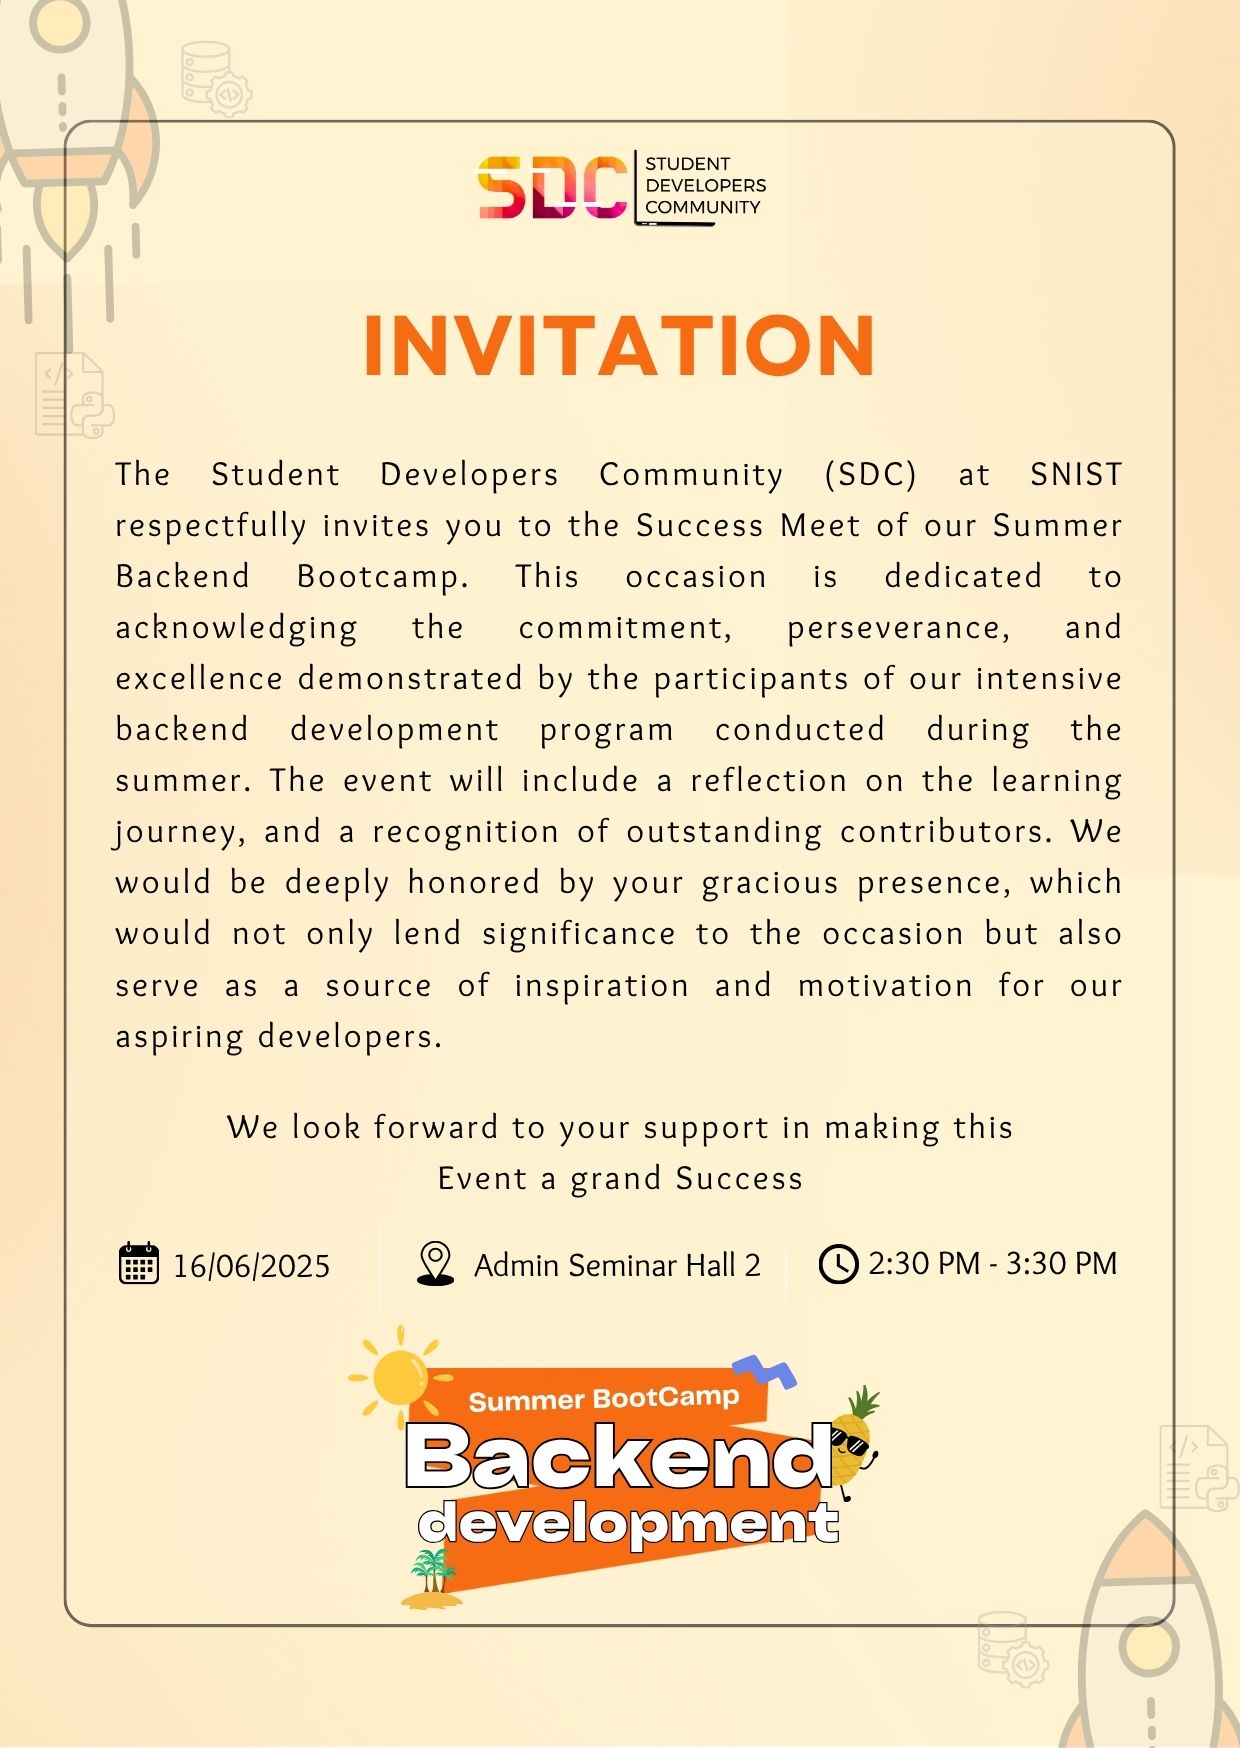 SDC
STUDENT
DEVELOPERS
COMMUNITY
INVITATION
The Student Developers Community (SDC) at SNIST
respectfully invites you to the Success Meet of our Summer
Backend Bootcamp. This occasion is dedicated to
acknowledging the commitment, perseverance, and
excellence demonstrated by the participants of our intensive
backend development program conducted during the
summer. The event will include a reflection on the learning
journey, and a recognition of outstanding contributors. We
would be deeply honored by your gracious presence, which
would not only lend significance to the occasion but also
serve as a source of inspiration and motivation for our
aspiring developers.
We look forward to your support in making this
Event a grand Success
16/06/2025
Admin Seminar Hall 2
2:30 PM - 3:30 PM
Summer BootCamp
Backend
development